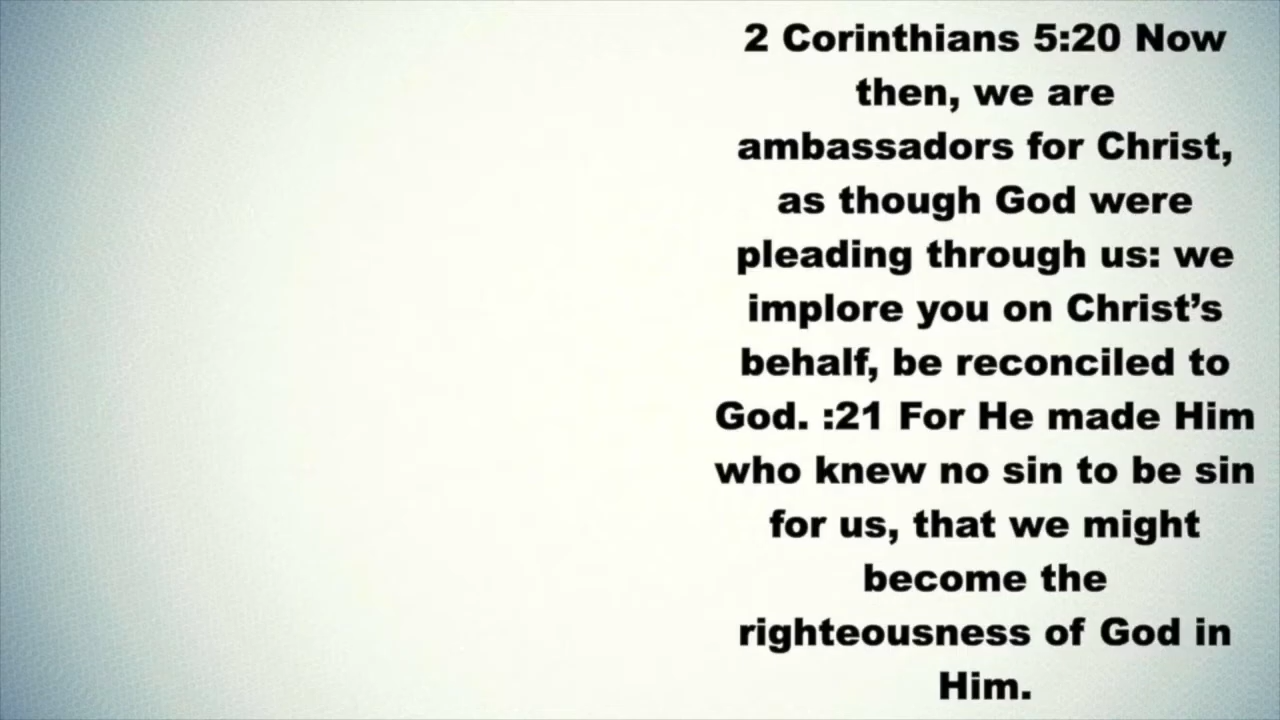 2 Corinthians 5:20 Now
then, we are
ambassadors for Christ,
as though God were
pleading through us: we
implore you on Christ’s
behalf, be reconciled to
God. :21 For He made Him
who knew no sin to be sin
for us, that we might
become the
righteousness of God in
Him.